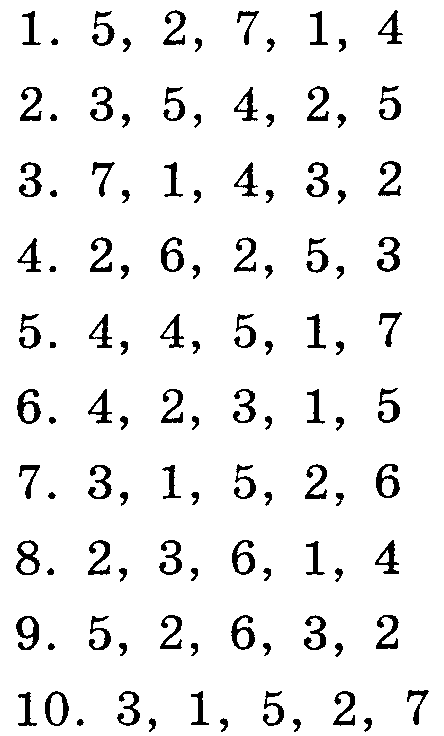 1. 5, 2, 7, 1, 4
2. 3, 5, 4, 2, 5
3. 7, 1, 4, 3, 2
4. 2, 6, 2, 5, 3
5. 4, 4, 5, 1, 7
6. 4, 2, 3, 1, 5
7. 3, 1, 5, 2, 6
8. 2, 3, 6, 1, 4
9. 5, 2, 6, 3, 2
10. 3, 1, 5, 2, 7